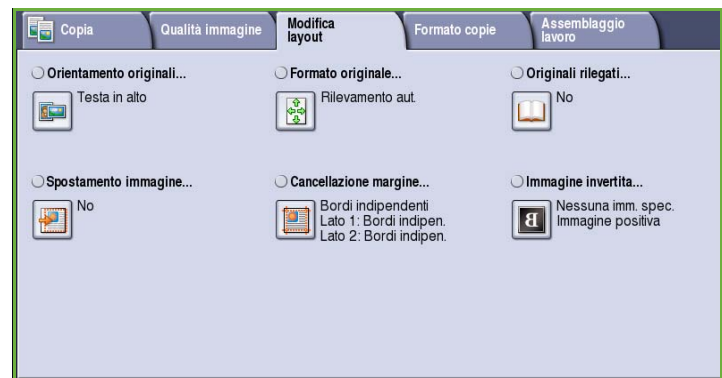 Copia
Qualità immagine
Modifica
layout
Formato copie
Assemblaggio
lavoro
Orientamento originali...
Testa in alto
Formato originale...
Rilevamento aut.
Originali rilegati...
No
Spostamento immagine...
No
Cancellazione margine...
Bordi indipendenti
Lato 1: Bordi indipen.
Lato 2: Bordi indipen.
Immagine invertita...
Nessuna imm. spec.
Immagine positiva